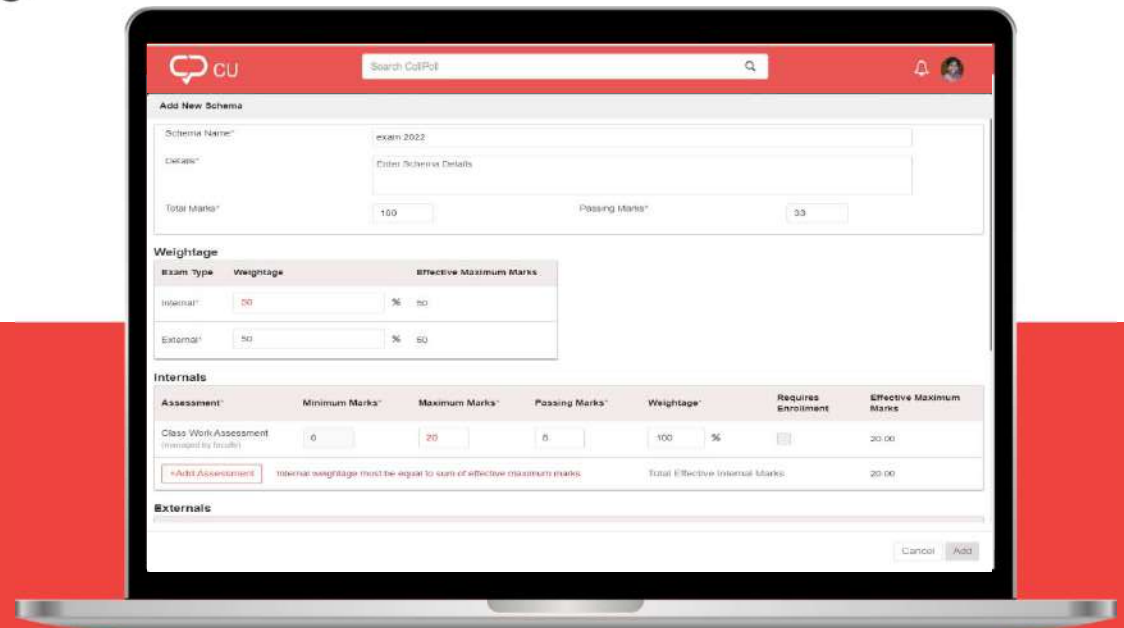 CU
Search CollPoll
Add New Schema
Schema Name*
exam 2022
Details*
Enter Schema Details
Total Marks*
100
Passing Marks*
33
Weightage
Exam Type Weightage Effective Maximum Marks
Internal* 50 % 50
External* 50 % 50
Internals
Assessment* Minimum Marks* Maximum Marks* Passing Marks* Weightage* Requires Enrollment Effective Maximum Marks
Class Work Assessment 20 100 % 20.00
(managed by faculty)
+Add Assessment Internal weightage must be equal to sum of effective maximum marks Total Effective Internal Marks 20.00
Externals
Cancel Add